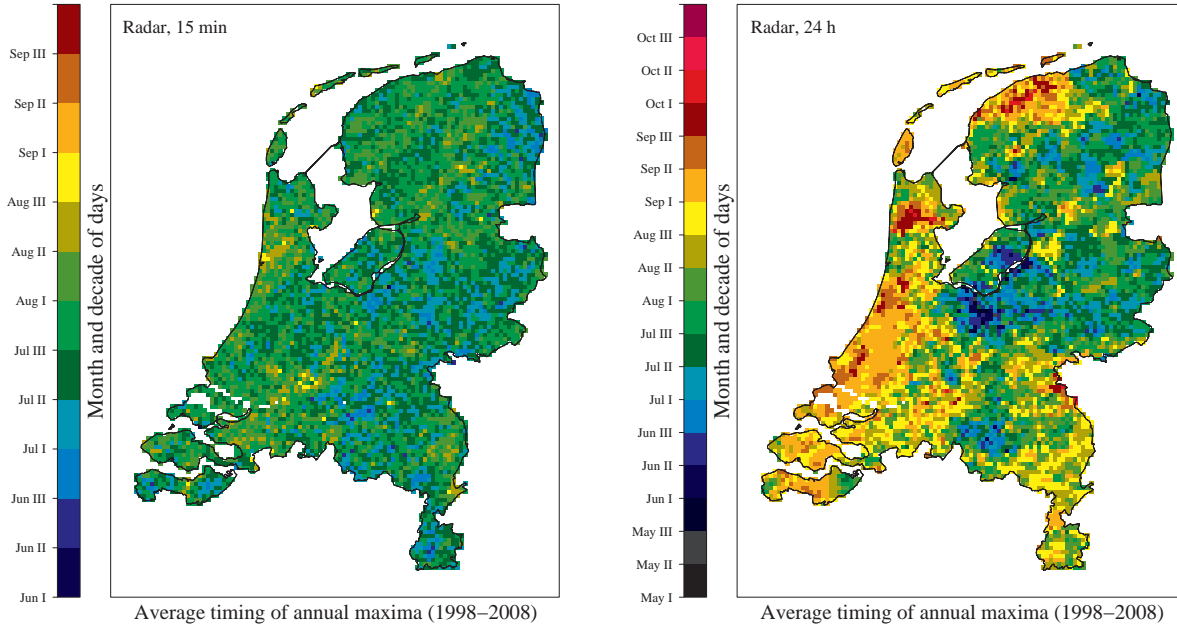 Radar, 15 min
Sep III
Sep II
Sep I
Aug III
Aug II
Aug I
Jul III
Jul II
Jul I
Jun III
Jun II
Jun I
Month and decade of days
Average timing of annual maxima (1998−2008)
Radar, 24 h
Oct III
Oct II
Oct I
Sep III
Sep II
Sep I
Aug III
Aug II
Aug I
Jul III
Jul II
Jul I
Jun III
Jun II
Jun I
May III
May II
May I
Month and decade of days
Average timing of annual maxima (1998−2008)